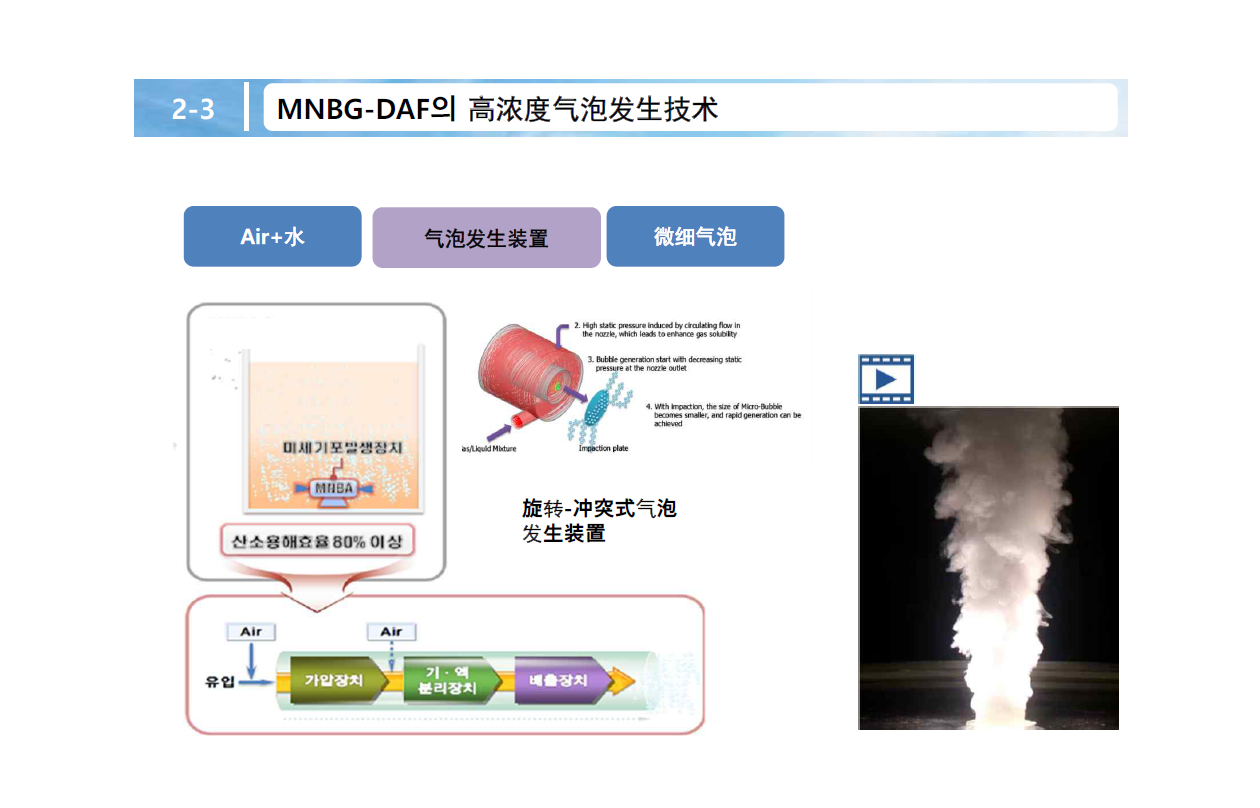 2-3
MNBG-DAF의 高浓度气泡发生技术
Air+水
气泡发生装置
微细气泡
미세기포발생장치
MNBA
산소용해효율 80% 이상
2. High static pressure induced by circulating flow in
the nozzle, which leads to enhance gas solubility
3. Bubble generation start with decreasing static
pressure at the nozzle outlet
4. With Impaction, the size of Micro-Bubble
becomes smaller, and rapid generation can be
achieved
as/Liquid Mixture
Impaction plate
旋转-冲突式气泡
发生装置
Air
Air
유입
가압장치
기·액
분리장치
배출장치